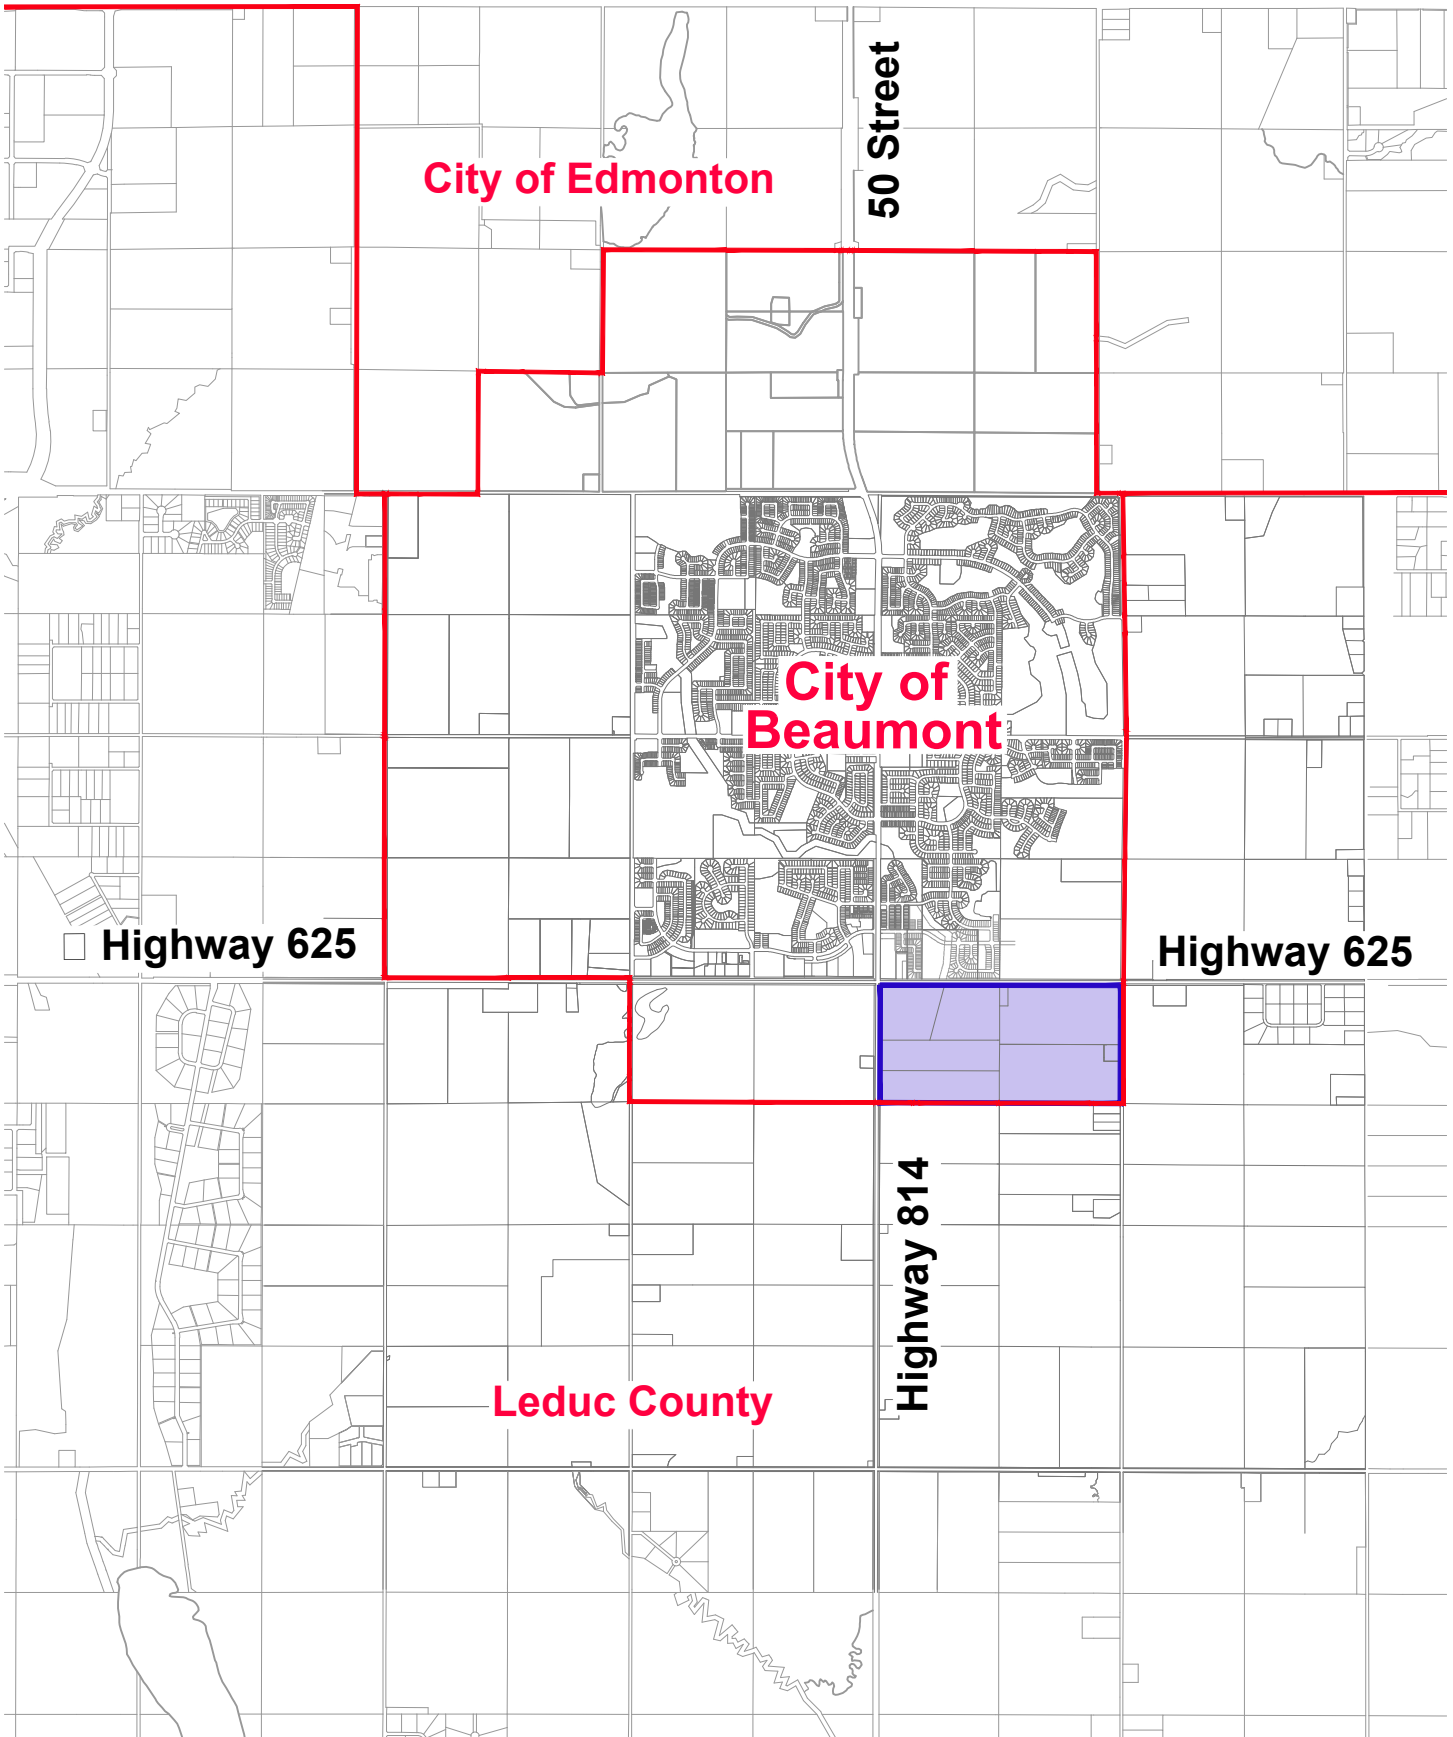 50 Street
City of Edmonton
City of
Beaumont
Highway 625
Highway 625
Highway 814
Leduc County